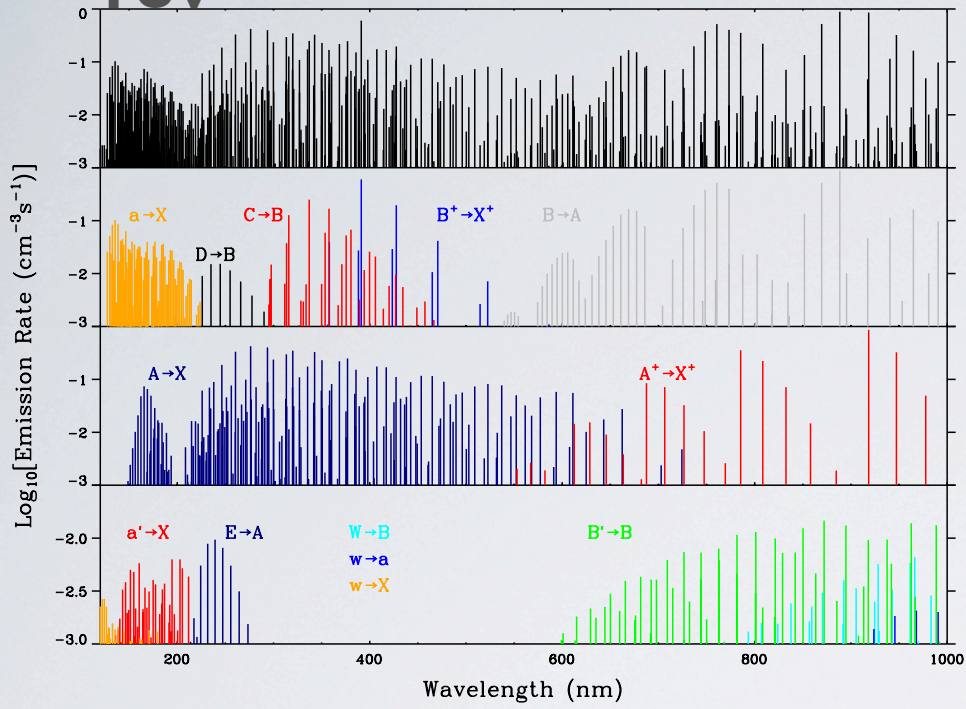 0
-1
-2
-3
a→X
C→B
B⁺→X⁺
B→A
D→B
-1
-2
-3
A→X
A⁺→X⁺
-1
-2
-3
a'→X
E→A
W→B
B'→B
w→a
w→X
-2.0
-2.5
-3.0
200 400 600 800 1000
Wavelength (nm)
Log₁₀[Emission Rate (cm⁻³s⁻¹)]